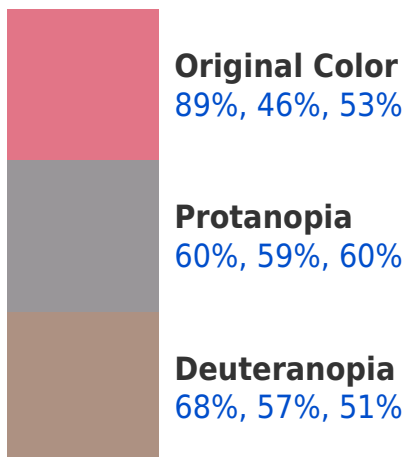 Original Color
89%, 46%, 53%
Protanopia
60%, 59%, 60%
Deuteranopia
68%, 57%, 51%